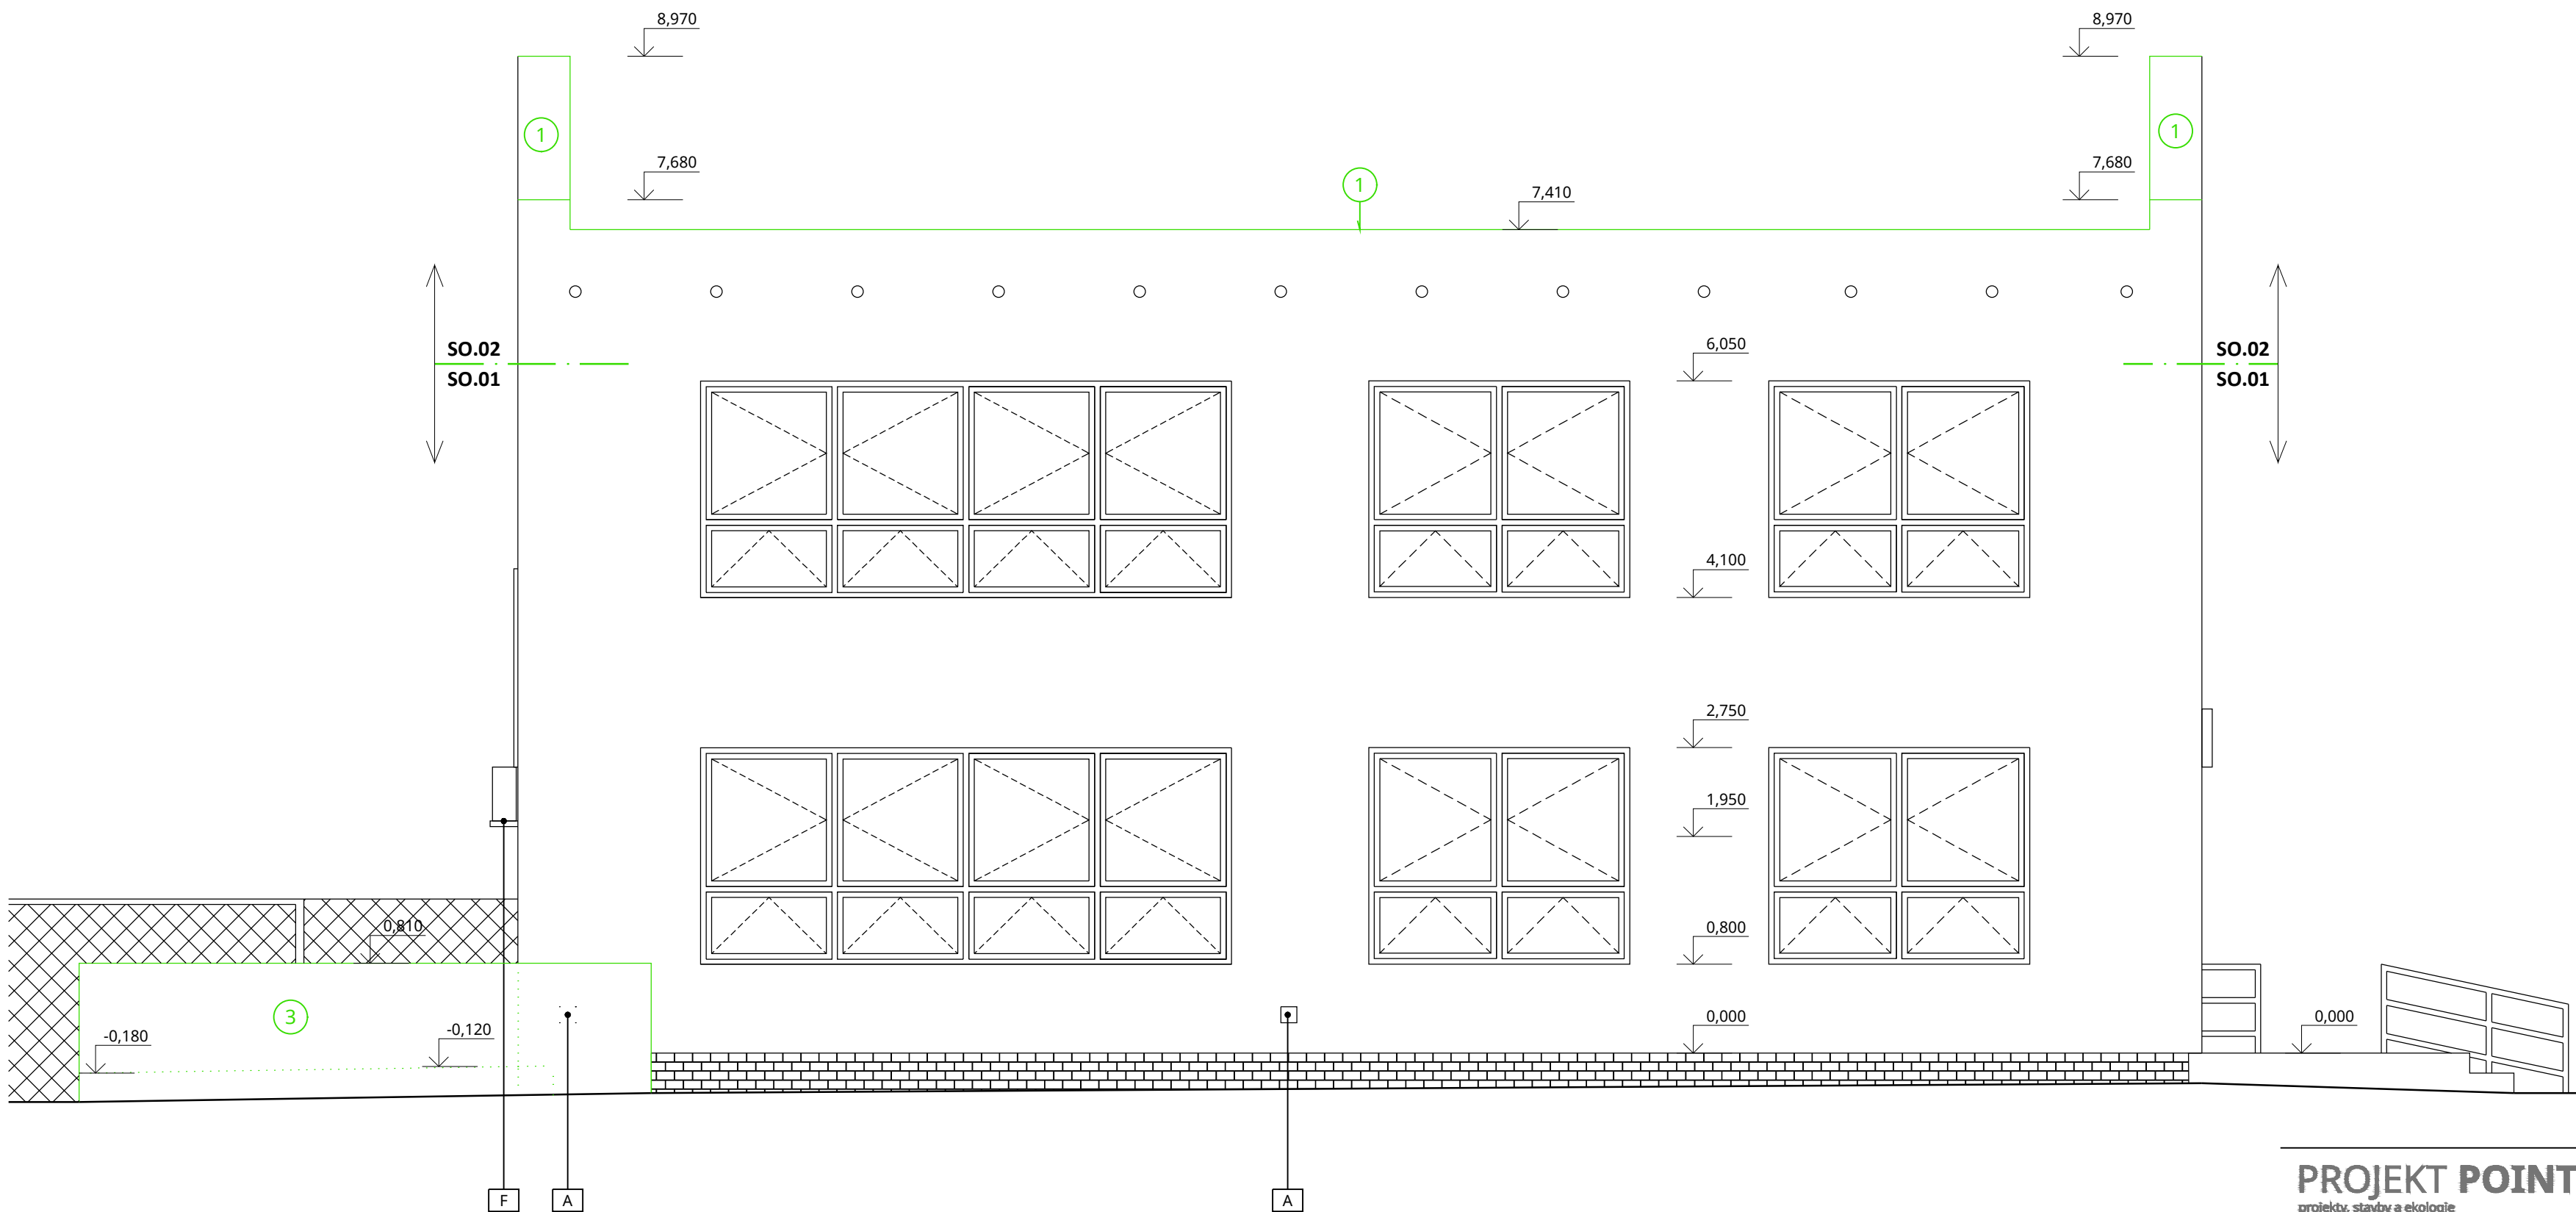 8,970
8,970
1
1
7,680
7,680
1
7,410
SO.02
SO.02
SO.01
SO.01
6,050
4,100
2,750
1,950
0,810
0,800
3
-0,180
-0,120
0,000
0,000
F
A
A
PROJEKT POINT
projekty, stavby a ekologie